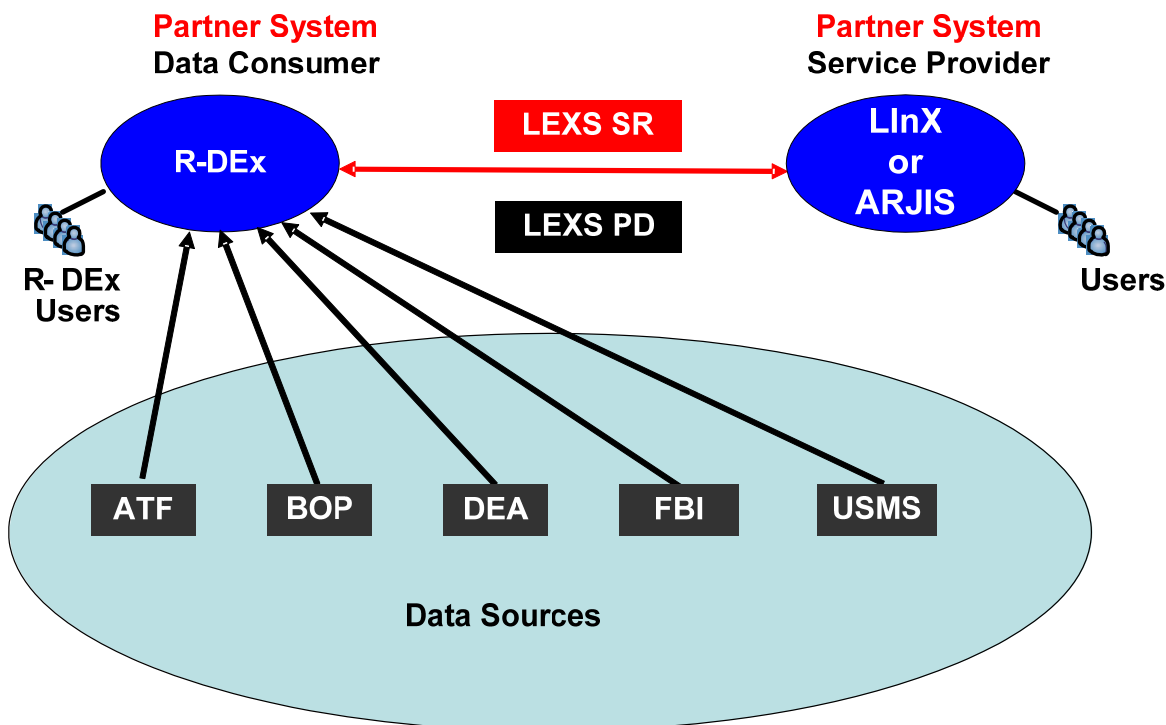 Partner System
Data Consumer
Partner System
Service Provider
LEXS SR
R-DEx
LInX
or
ARJIS
LEXS PD
R- DEx
Users
Users
ATF
BOP
DEA
FBI
USMS
Data Sources